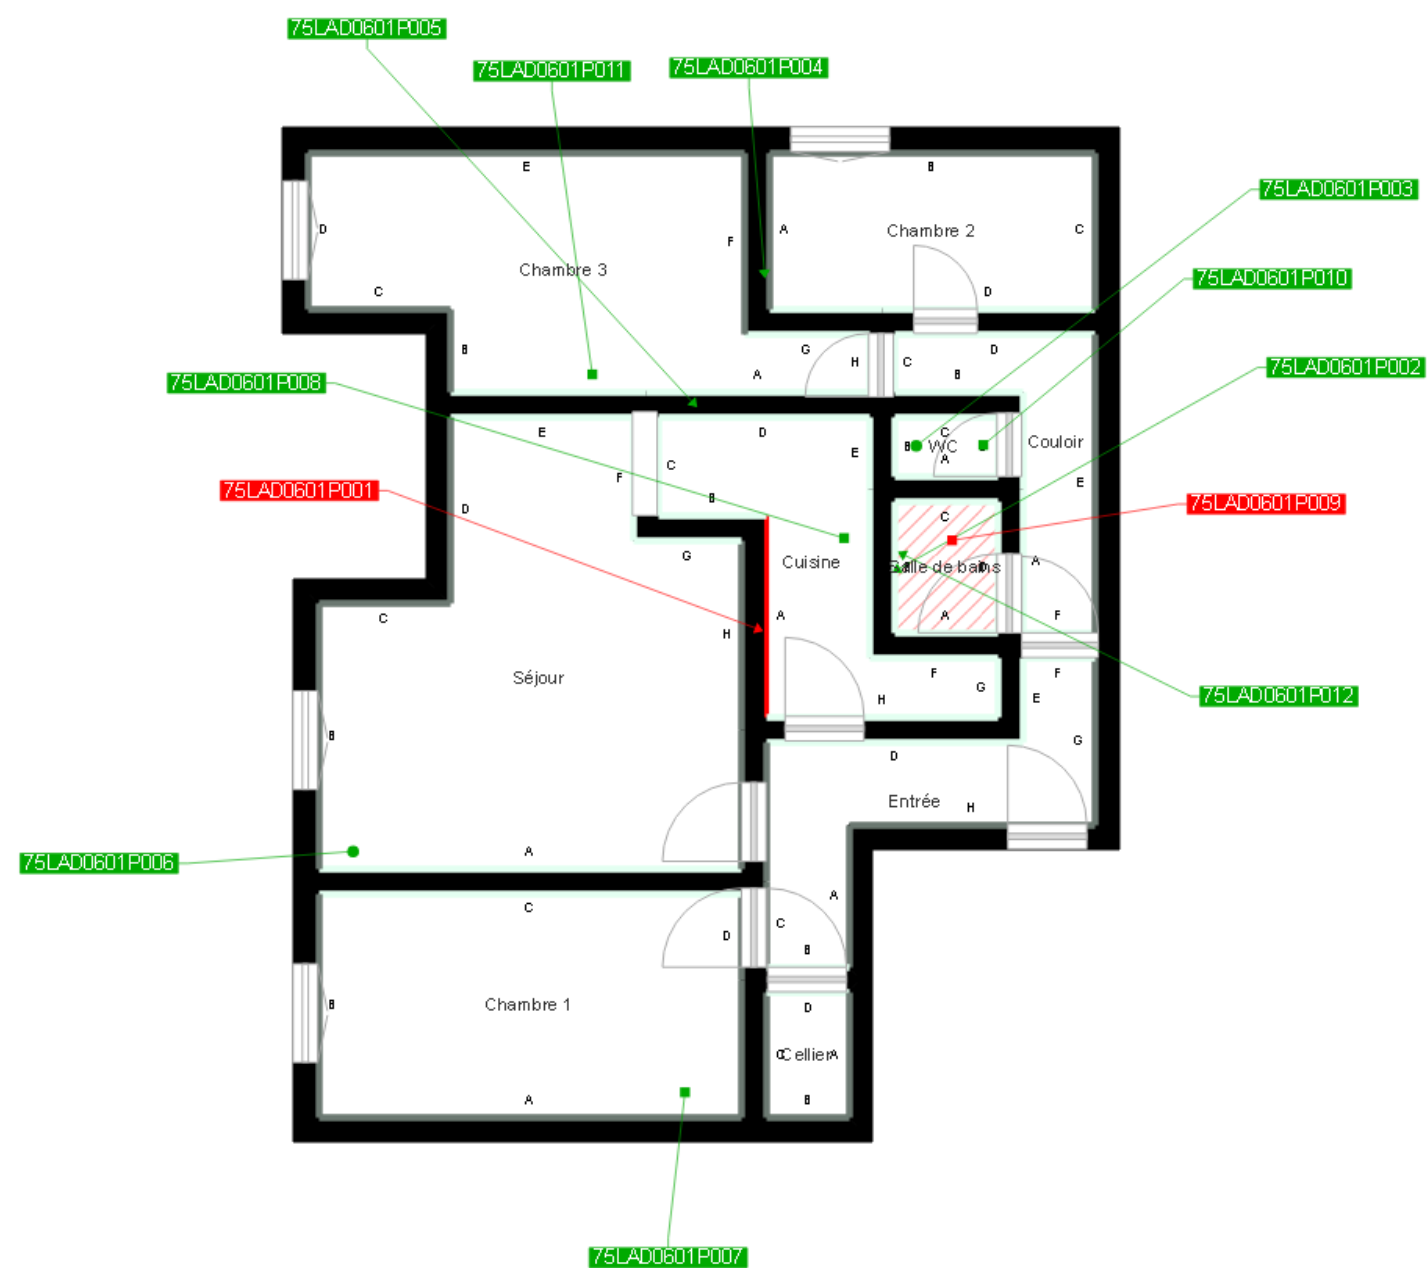 75LAD0601P005
75LAD0601P011
75LAD0601P004
E
B
75LAD0601P003
D
F
A
Chambre 2
C
Chambre 3
75LAD0601P010
C
D
B
G
A
H
C
D
B
75LAD0601P008
75LAD0601P002
E
D
C
B
WC
A
Couloir
E
C
F
E
75LAD0601P001
D
B
75LAD0601P009
C
G
Cuisine
Salle de bains
B
D
A
C
A
A
F
H
Séjour
F
G
H
F
E
75LAD0601P012
B
D
G
Entrée
H
A
75LAD0601P006
C
A
D
C
B
B
Chambre 1
D
C
Cellier
A
A
B
75LAD0601P007